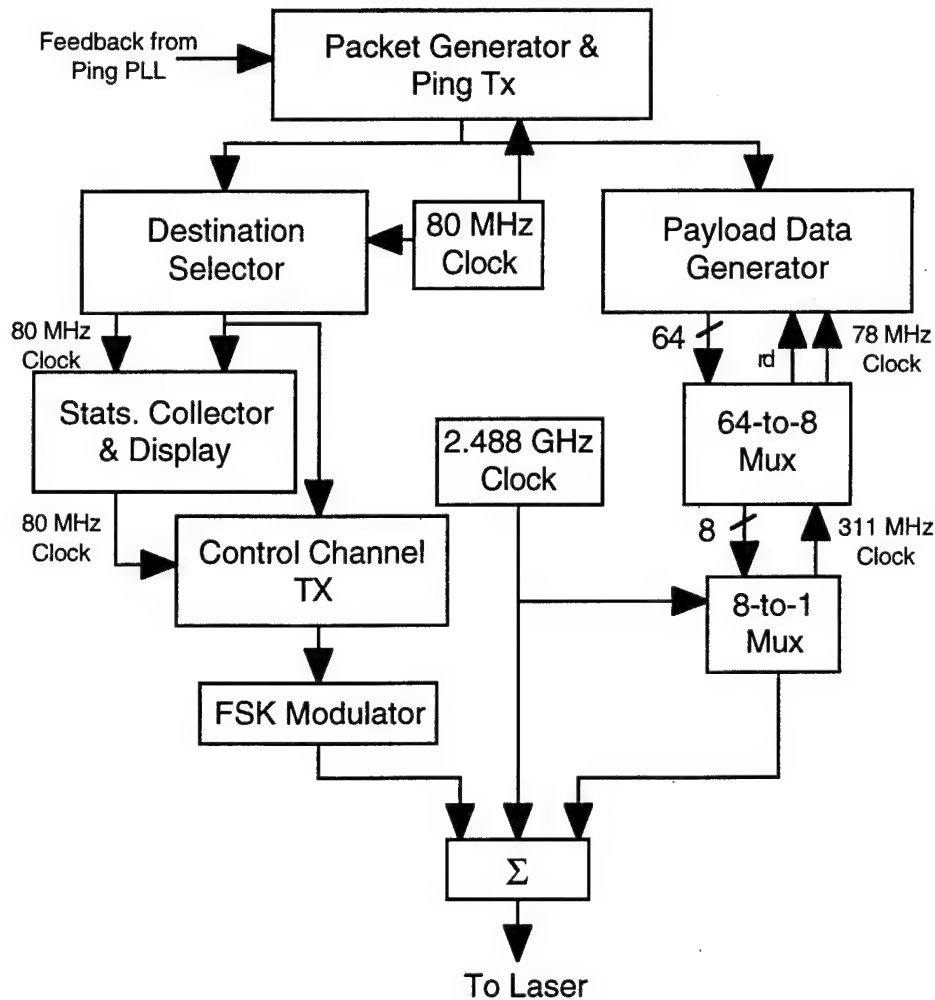 Feedback from
Ping PLL
Packet Generator &
Ping Tx
Destination
Selector
80 MHz
Clock
Payload Data
Generator
80 MHz
Clock
64
rd
78 MHz
Clock
Stats. Collector
& Display
2.488 GHz
Clock
64-to-8
Mux
80 MHz
Clock
8
311 MHz
Clock
Control Channel
TX
8-to-1
Mux
FSK Modulator
Σ
To Laser